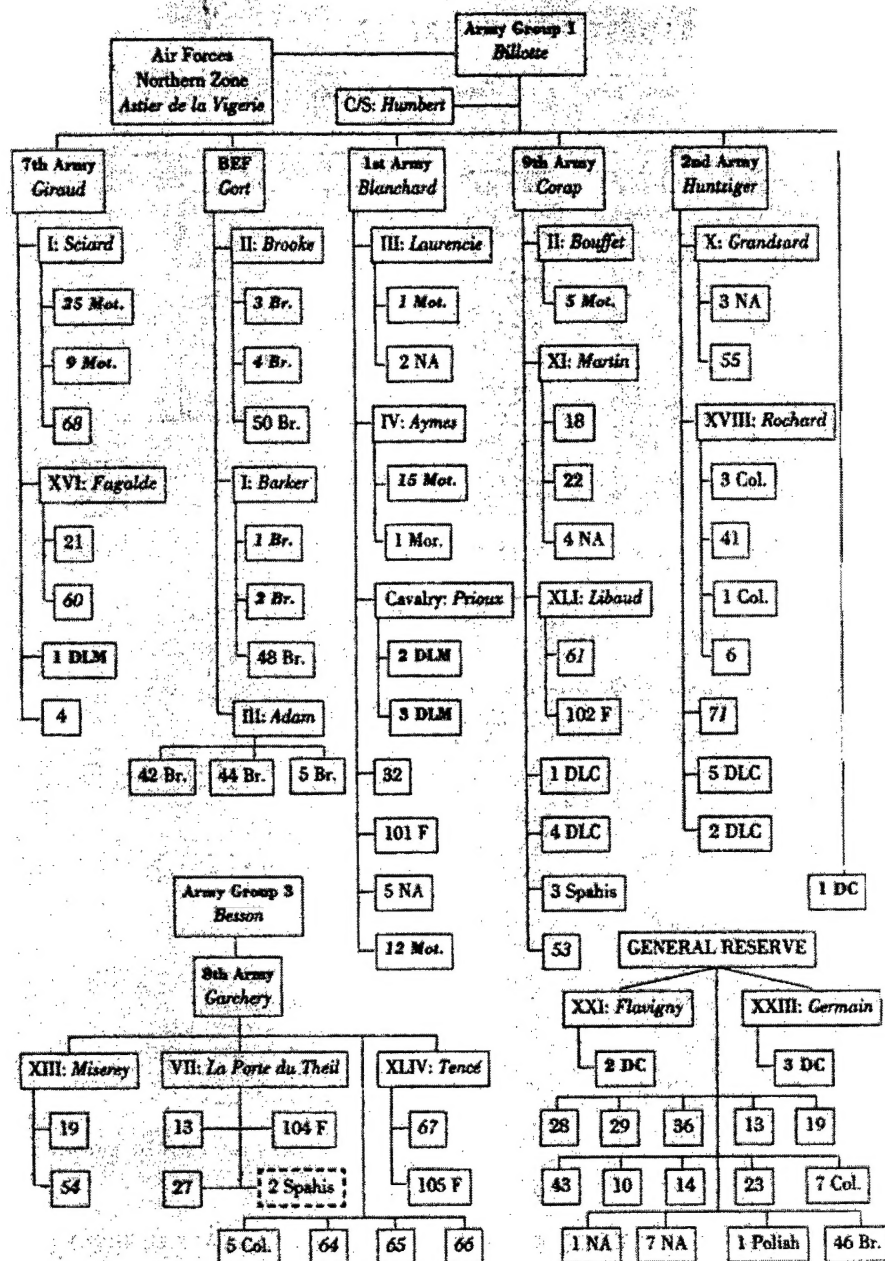 Army Group 1
Billotte
Air Forces
Northern Zone
Astier de la Vigerie
C/S: Humbert
7th Army
Giraud
I: Sciard
25 Mot.
9 Mot.
68
XVI: Fagalde
21
60
1 DLM
4
BEF
Gort
II: Brooke
3 Br.
4 Br.
50 Br.
I: Barker
1 Br.
2 Br.
48 Br.
III: Adam
42 Br.
44 Br.
5 Br.
1st Army
Blanchard
III: Laurencie
1 Mot.
2 NA
IV: Aymes
15 Mot.
1 Mor.
Cavalry: Prioux
2 DLM
3 DLM
32
101 F
5 NA
12 Mot.
9th Army
Corap
II: Bouffet
5 Mot.
XI: Martin
18
22
4 NA
XLI: Libaud
61
102 F
1 DLC
4 DLC
3 Spahis
53
2nd Army
Huntziger
X: Grandsard
3 NA
55
XVIII: Rochard
3 Col.
41
1 Col.
6
71
5 DLC
2 DLC
1 DC
Army Group 3
Besson
8th Army
Garchery
XIII: Miserey
19
54
VII: La Porte du Theil
13
104 F
27
2 Spahis
XLIV: Tencé
67
105 F
5 Col.
64
65
66
GENERAL RESERVE
XXI: Flavigny
2 DC
XXIII: Germain
3 DC
28
29
36
13
19
43
10
14
23
7 Col.
1 NA
7 NA
1 Polish
46 Br.